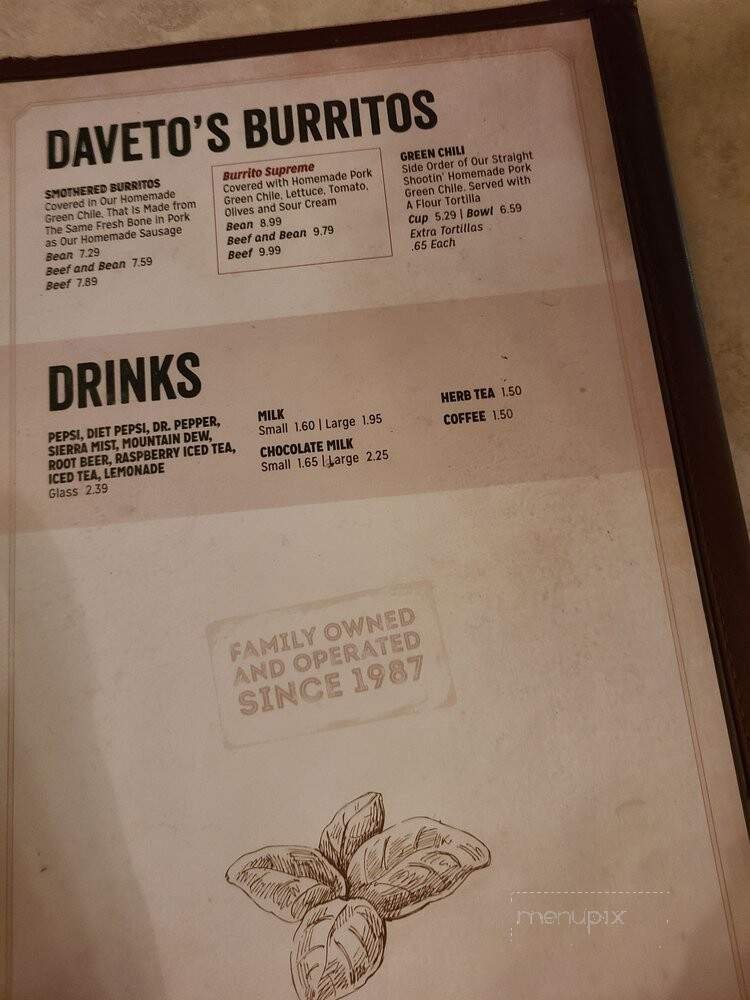 DAVETO'S BURRITOS
SMOTHERED BURRITOS
Covered in Our Homemade
Green Chile, That is Made from
The Same Fresh Bone in Pork
as Our Homemade Sausage
Bean 7.29
Beef and Bean 7.59
Beef 7.89
Burrito Supreme
Covered with Homemade Pork
Green Chile, Lettuce, Tomato,
Olives and Sour Cream
Bean 8.99
Beef and Bean 9.79
Beef 9.99
GREEN CHILI
Side Order of Our Straight
Shootin' Homemade Pork
Green Chile. Served with
A Flour Tortilla
Cup 5.29 | Bowl 6.59
Extra Tortillas
.65 Each
DRINKS
PEPSI, DIET PEPSI, DR. PEPPER,
SIERRA MIST, MOUNTAIN DEW,
ROOT BEER, RASPBERRY ICED TEA,
ICED TEA, LEMONADE
Glass 2.39
MILK
Small 1.60 | Large 1.95
CHOCOLATE MILK
Small 1.65 | Large 2.25
HERB TEA 1.50
COFFEE 1.50
FAMILY OWNED
AND OPERATED
SINCE 1987
menupix